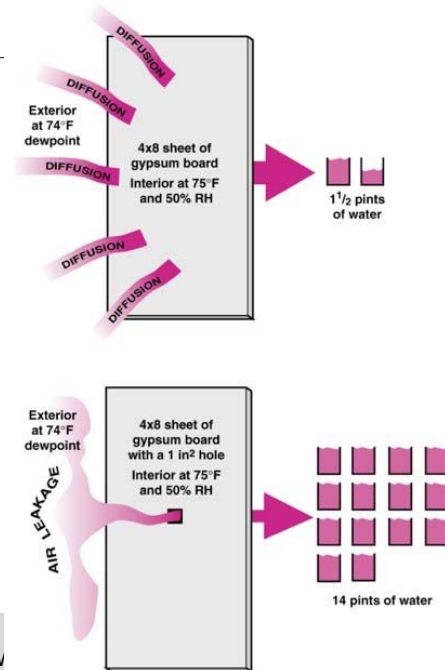 DIFFUSION
DIFFUSION
Exterior
at 74°F
dewpoint
DIFFUSION
4x8 sheet of
gypsum board
Interior at 75°F
and 50% RH
1 1/2 pints
of water
DIFFUSION
DIFFUSION
Exterior
at 74°F
dewpoint
4x8 sheet of
gypsum board
with a 1 in² hole
Interior at 75°F
and 50% RH
AIR LEAKAGE
14 pints of water